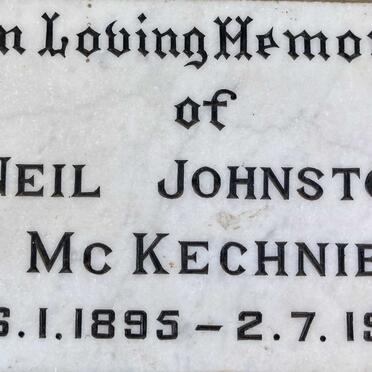 n Loving Memo
of
NEIL JOHNSTO
MCKECHNIE
6.1.1895 – 2.7.19